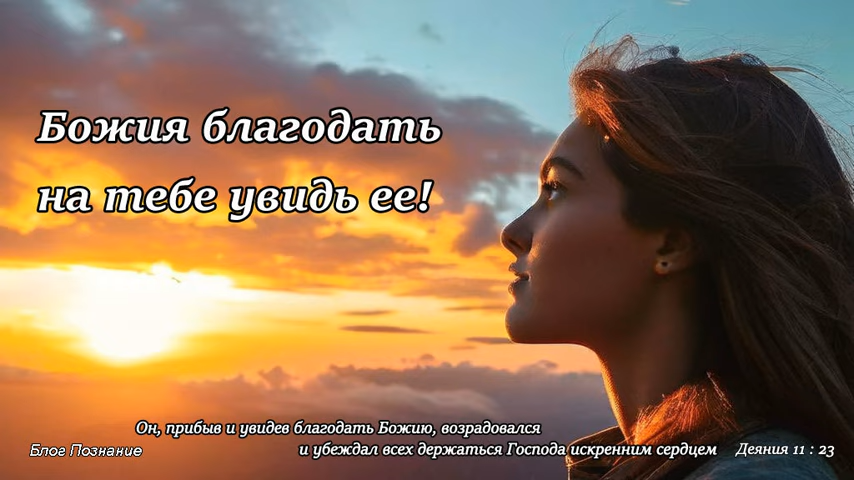 Божия благодать
на тебе увидь ее!
Он, прибыв и увидев благодать Божию, возрадовался
и убеждал всех держаться Господа искренним сердцем
Деяния 11 : 23
Блог Познание